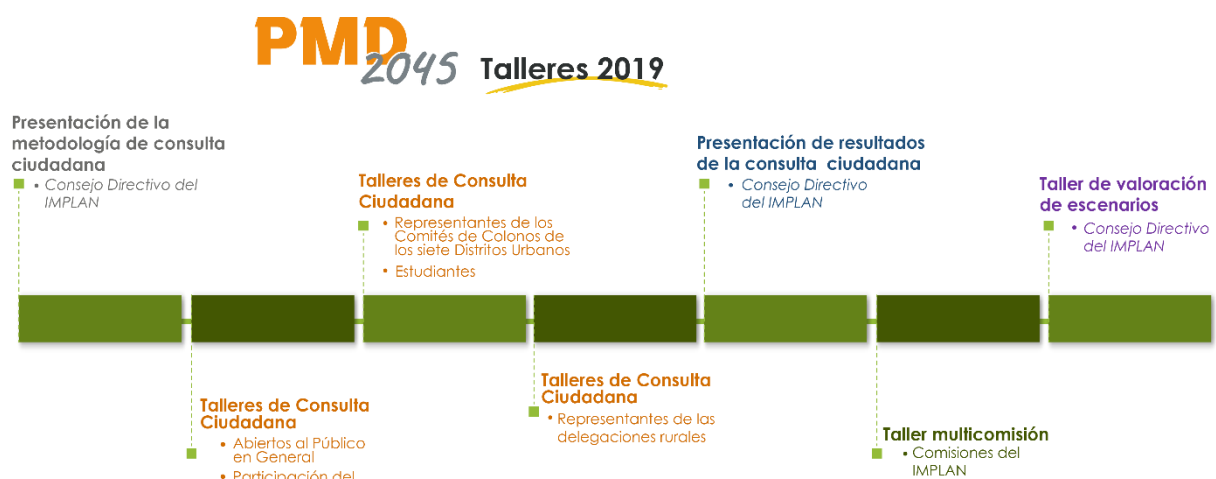 PMD
2045
Talleres 2019
Presentación de la
metodología de consulta
ciudadana
• Consejo Directivo del
IMPLAN
Talleres de Consulta
Ciudadana
• Abiertos al Público
en General
• Participación del
Talleres de Consulta
Ciudadana
• Representantes de los
Comités de Colonos de
los siete Distritos Urbanos
• Estudiantes
Talleres de Consulta
Ciudadana
• Representantes de las
delegaciones rurales
Presentación de resultados
de la consulta ciudadana
• Consejo Directivo
del IMPLAN
Taller multicomisión
• Comisiones del
IMPLAN
Taller de valoración
de escenarios
• Consejo Directivo
del IMPLAN